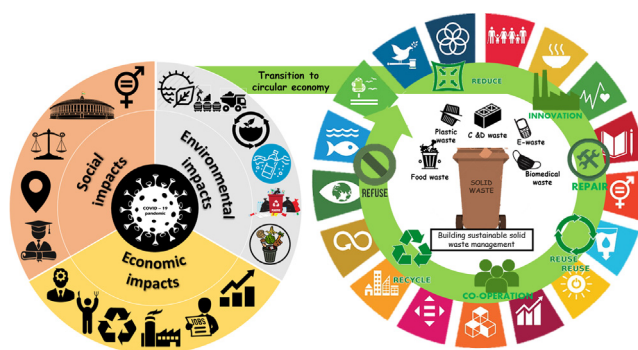 Transition to
circular economy
Social
impacts
Environmental
impacts
COVID – 19
pandemic
Economic
impacts
JOBS
REDUCE
INNOVATION
REPAIR
REUSE
REUSE
CO-OPERATION
RECYCLE
REFUSE
Plastic
waste
C & D waste
E-waste
Food waste
Biomedical
waste
SOLID
WASTE
Building sustainable solid
waste management